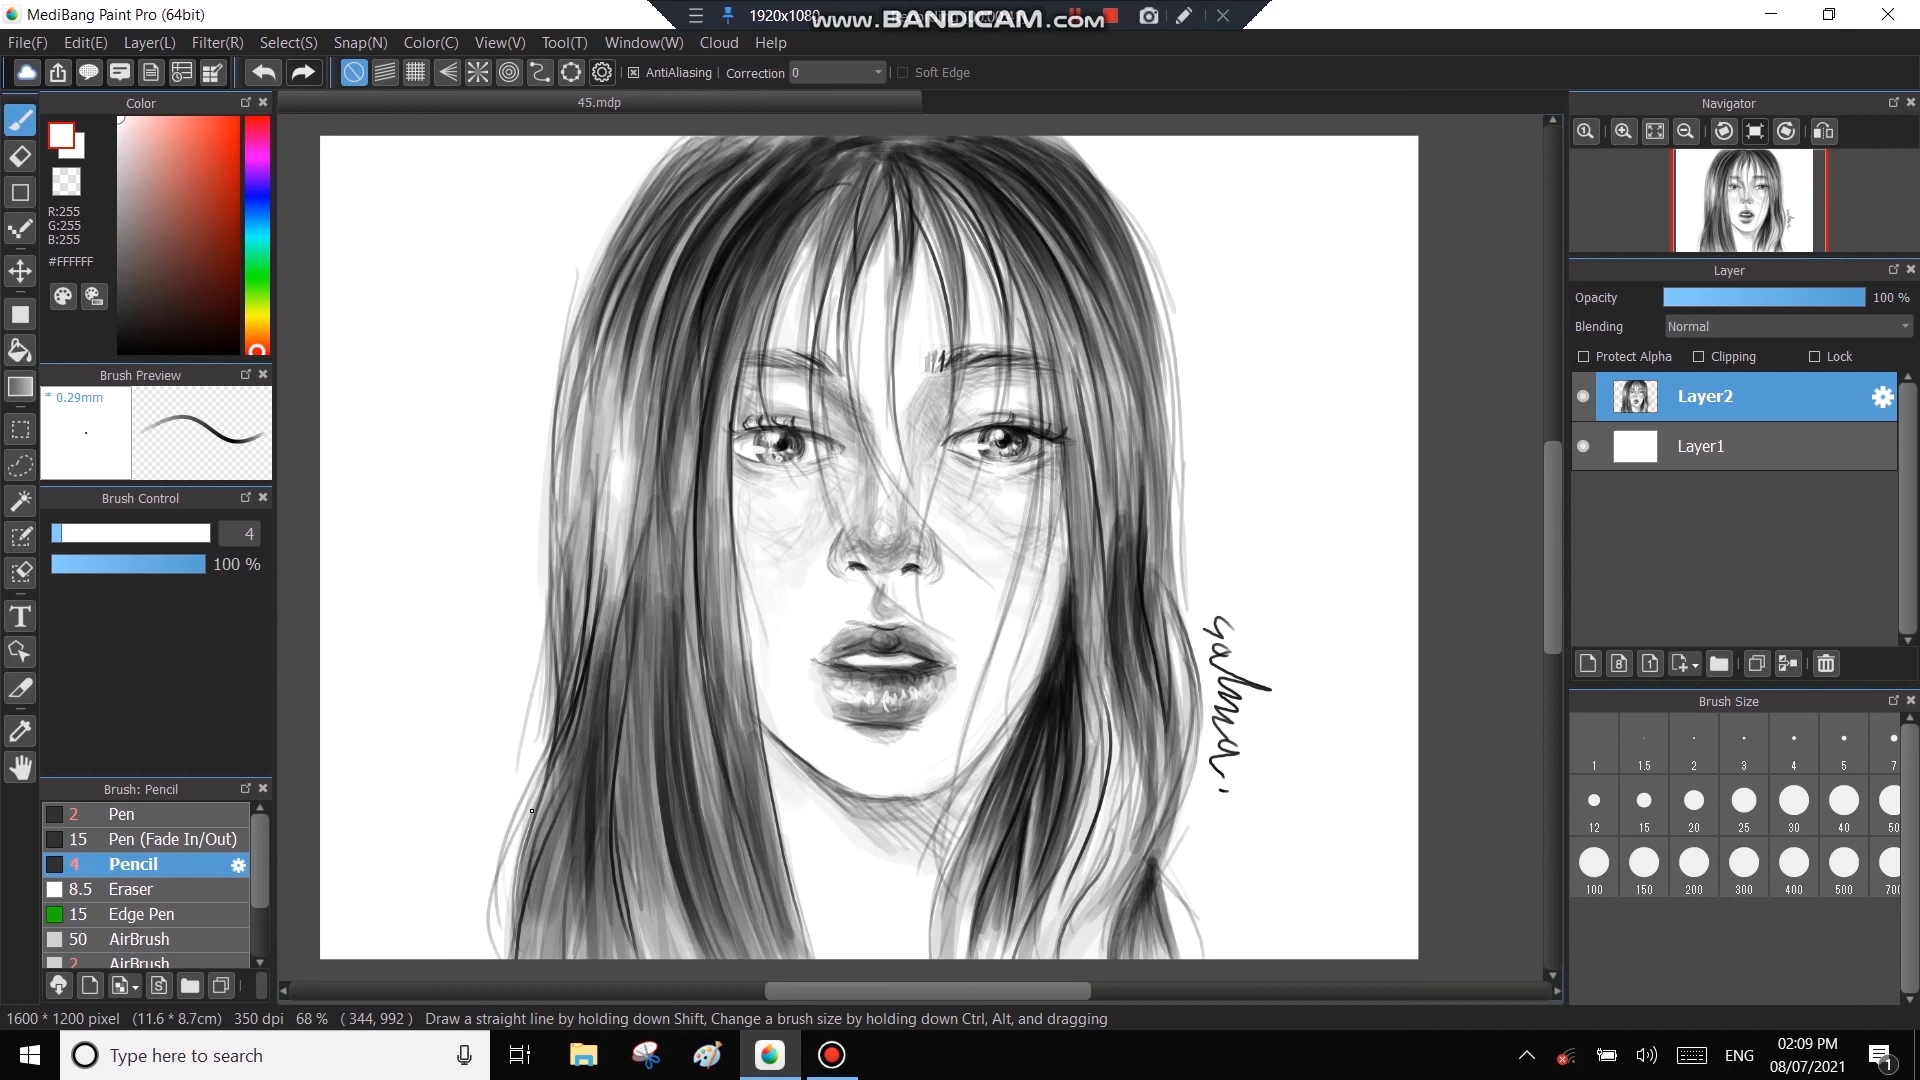 MediBang Paint Pro (64bit)
1920x1080
www.BANDICAM.com
File(F) Edit(E) Layer(L) Filter(R) Select(S) Snap(N) Color(C) View(V) Tool(T) Window(W) Cloud Help
AntiAliasing Correction 0 Soft Edge
Color
45.mdp
Navigator
R:255
G:255
B:255
#FFFFFF
Brush Preview
* 0.29mm
Brush Control
4
100 %
Layer
Opacity 100 %
Blending Normal
Protect Alpha Clipping Lock
Layer2
Layer1
salma.
Brush Size
1 1.5 2 3 4 5 7
12 15 20 25 30 40 50
100 150 200 300 400 500 700
Brush: Pencil
2 Pen
15 Pen (Fade In/Out)
4 Pencil
8.5 Eraser
15 Edge Pen
50 AirBrush
2 AirBrush
1600 * 1200 pixel (11.6 * 8.7cm) 350 dpi 68 % ( 344, 992 ) Draw a straight line by holding down Shift, Change a brush size by holding down Ctrl, Alt, and dragging
Type here to search
ENG
02:09 PM
08/07/2021
1